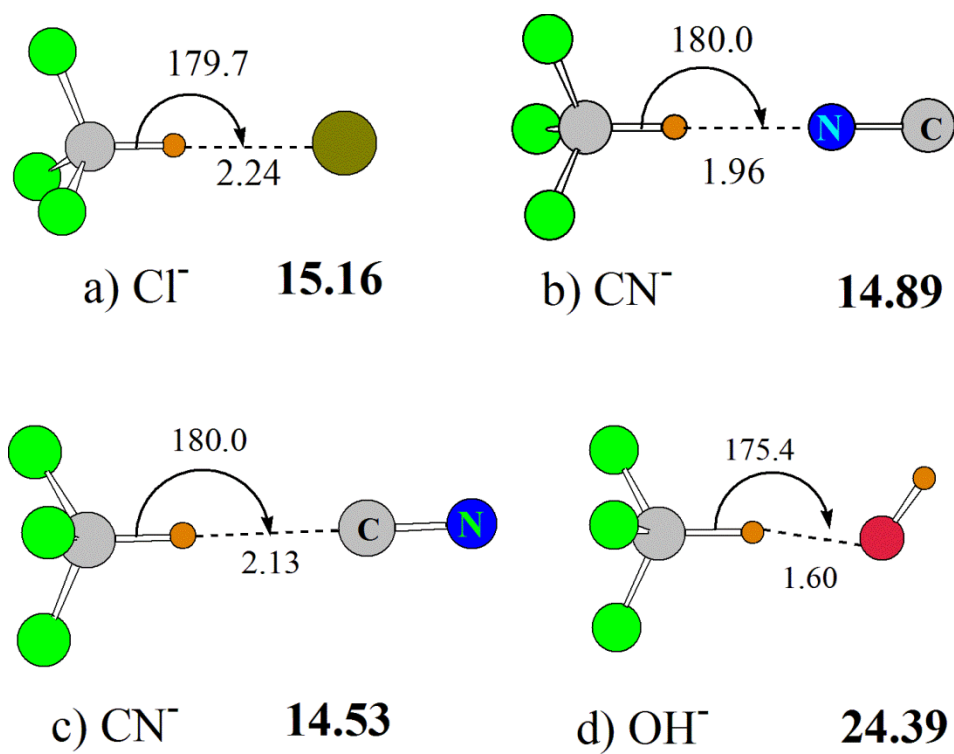 179.7
2.24
a) Cl⁻ 15.16
180.0
N C
1.96
b) CN⁻ 14.89
180.0
C N
2.13
c) CN⁻ 14.53
175.4
1.60
d) OH⁻ 24.39